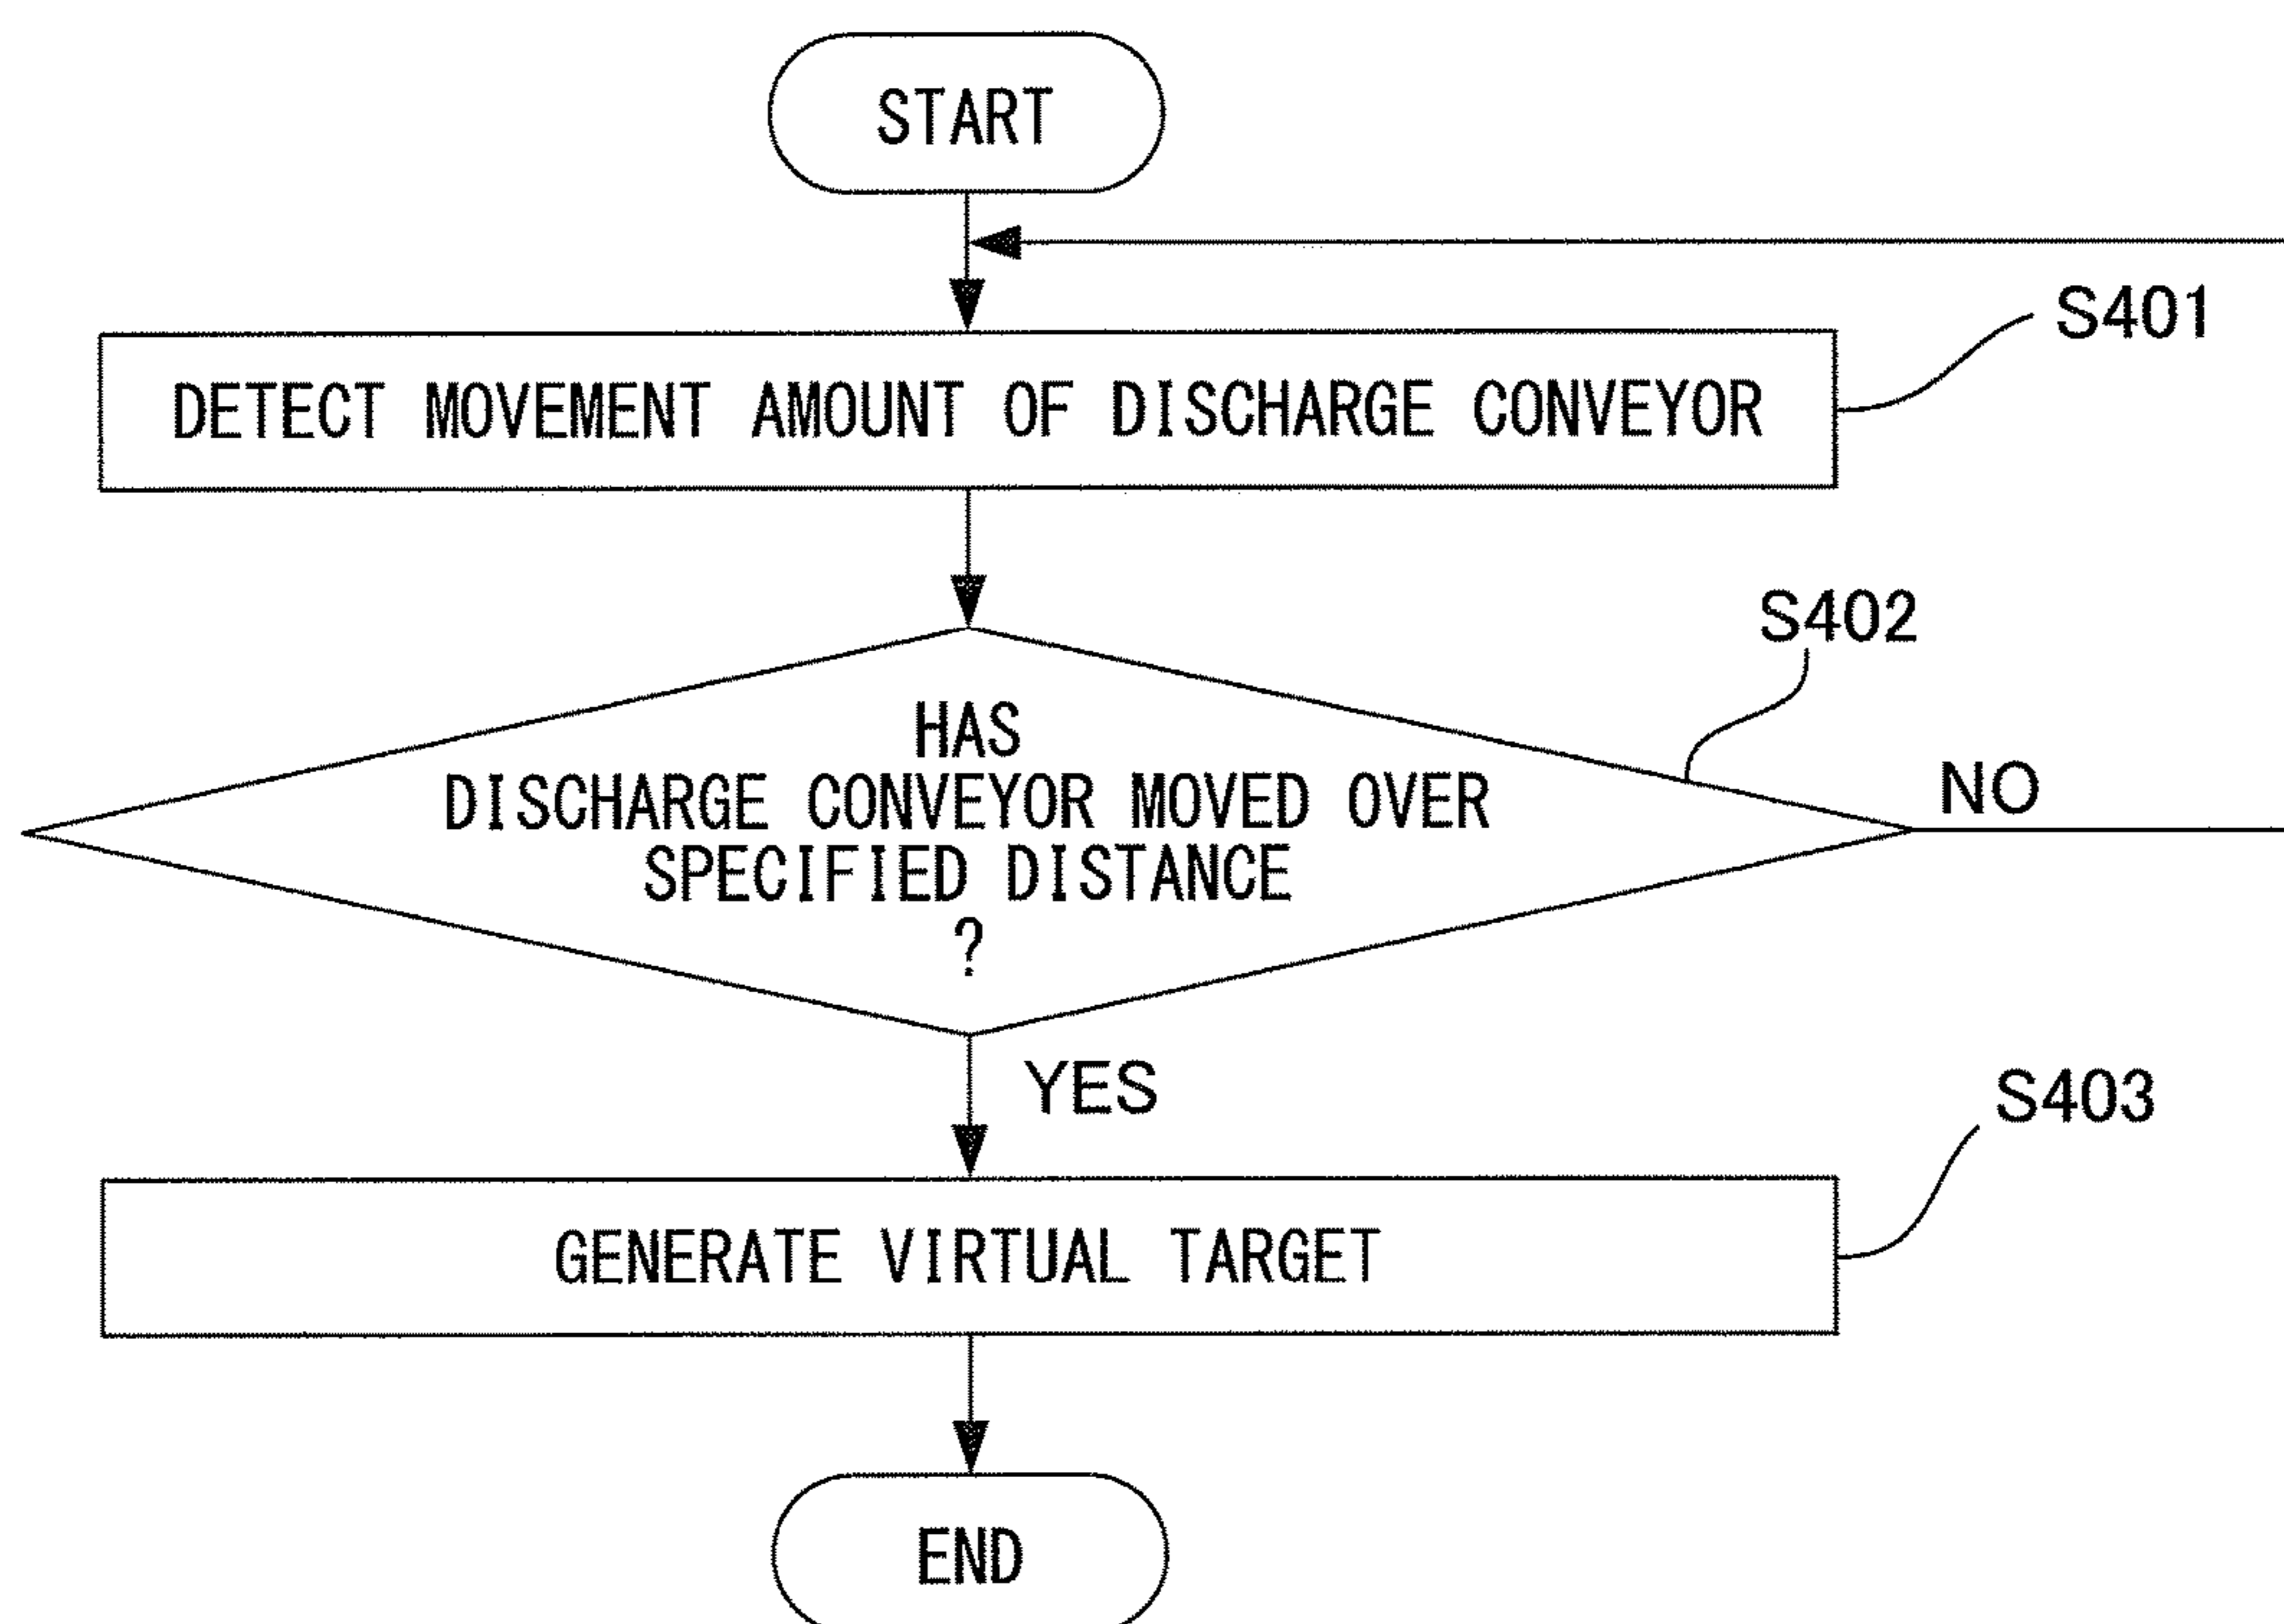 START
S401
DETECT MOVEMENT AMOUNT OF DISCHARGE CONVEYOR
S402
HAS
DISCHARGE CONVEYOR MOVED OVER
SPECIFIED DISTANCE
?
NO
YES
S403
GENERATE VIRTUAL TARGET
END